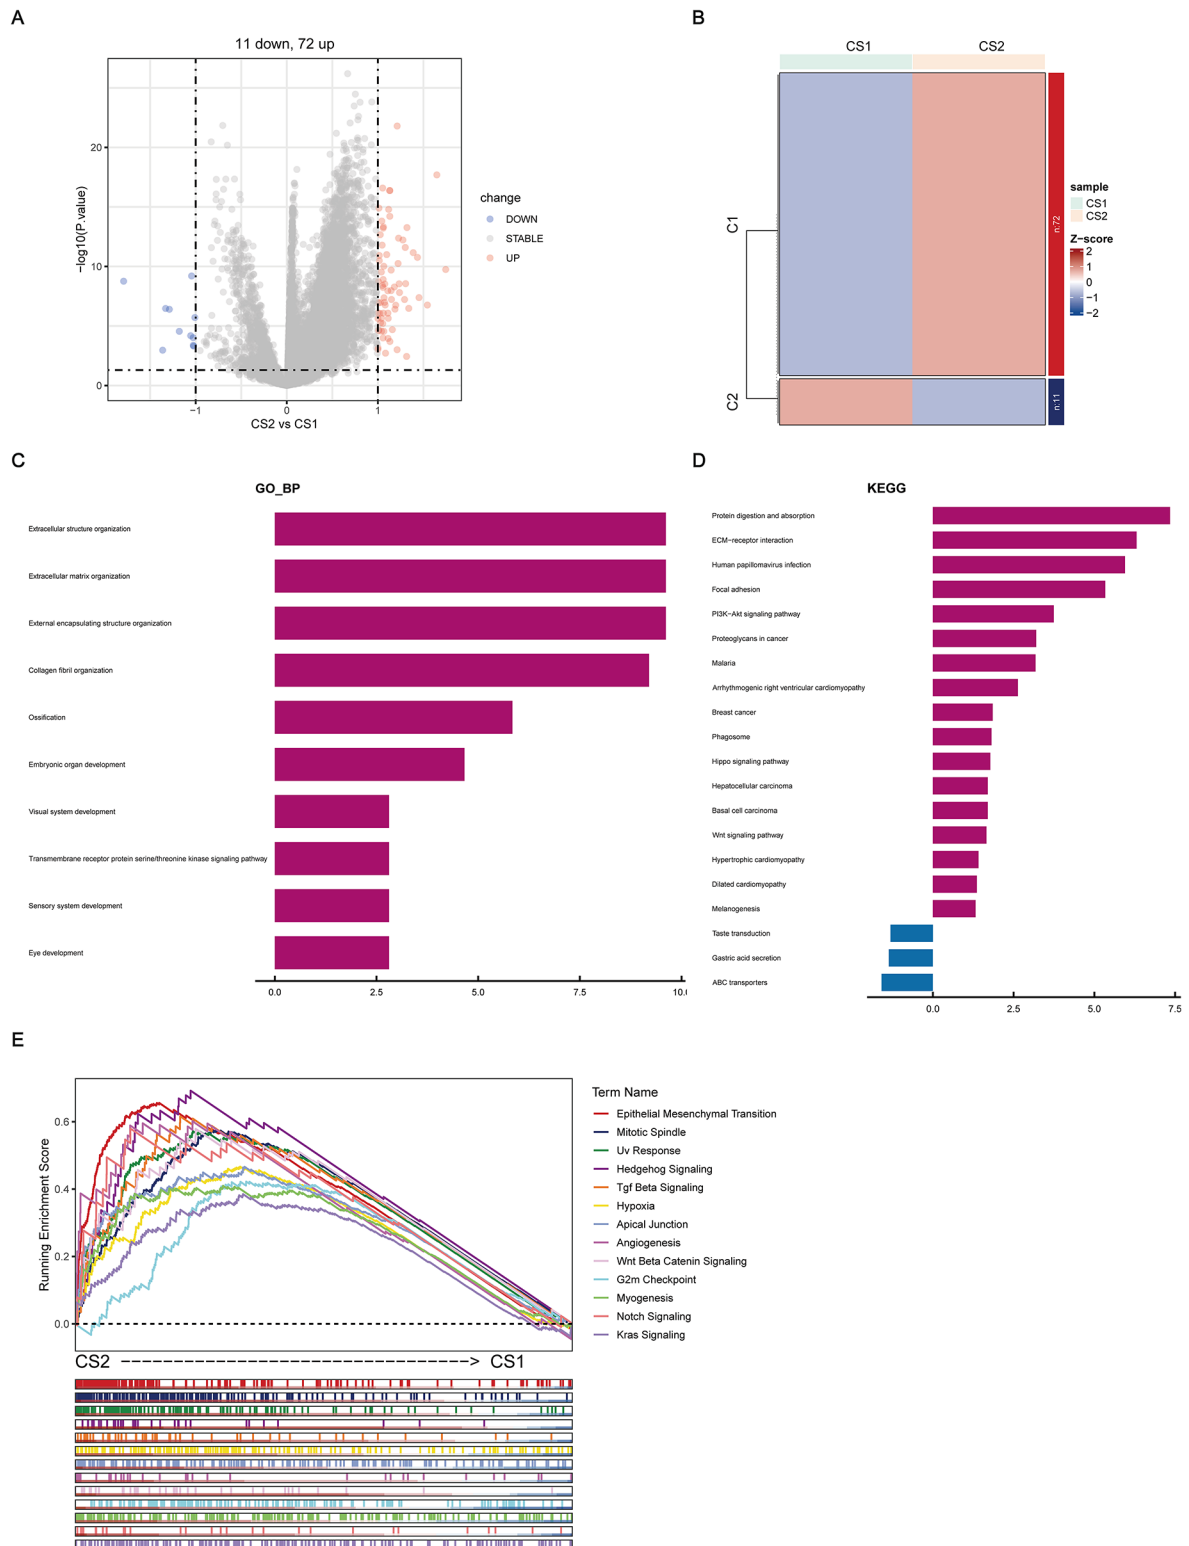 A
11 down, 72 up
−log10(P.value)
20
10
0
−1
0
1
CS2 vs CS1
change
DOWN
STABLE
UP
B
CS1
CS2
C1
C2
n:72
n:11
sample
CS1
CS2
Z−score
2
1
0
−1
−2
C
GO_BP
Extracellular structure organization
Extracellular matrix organization
External encapsulating structure organization
Collagen fibril organization
Ossification
Embryonic organ development
Visual system development
Transmembrane receptor protein serine/threonine kinase signaling pathway
Sensory system development
Eye development
0.0
2.5
5.0
7.5
10.0
D
KEGG
Protein digestion and absorption
ECM−receptor interaction
Human papillomavirus infection
Focal adhesion
PI3K−Akt signaling pathway
Proteoglycans in cancer
Malaria
Arrhythmogenic right ventricular cardiomyopathy
Breast cancer
Phagosome
Hippo signaling pathway
Hepatocellular carcinoma
Basal cell carcinoma
Wnt signaling pathway
Hypertrophic cardiomyopathy
Dilated cardiomyopathy
Melanogenesis
Taste transduction
Gastric acid secretion
ABC transporters
0.0
2.5
5.0
7.5
E
Running Enrichment Score
0.6
0.4
0.2
0.0
CS2 ------------------------------------> CS1
Term Name
Epithelial Mesenchymal Transition
Mitotic Spindle
Uv Response
Hedgehog Signaling
Tgf Beta Signaling
Hypoxia
Apical Junction
Angiogenesis
Wnt Beta Catenin Signaling
G2m Checkpoint
Myogenesis
Notch Signaling
Kras Signaling